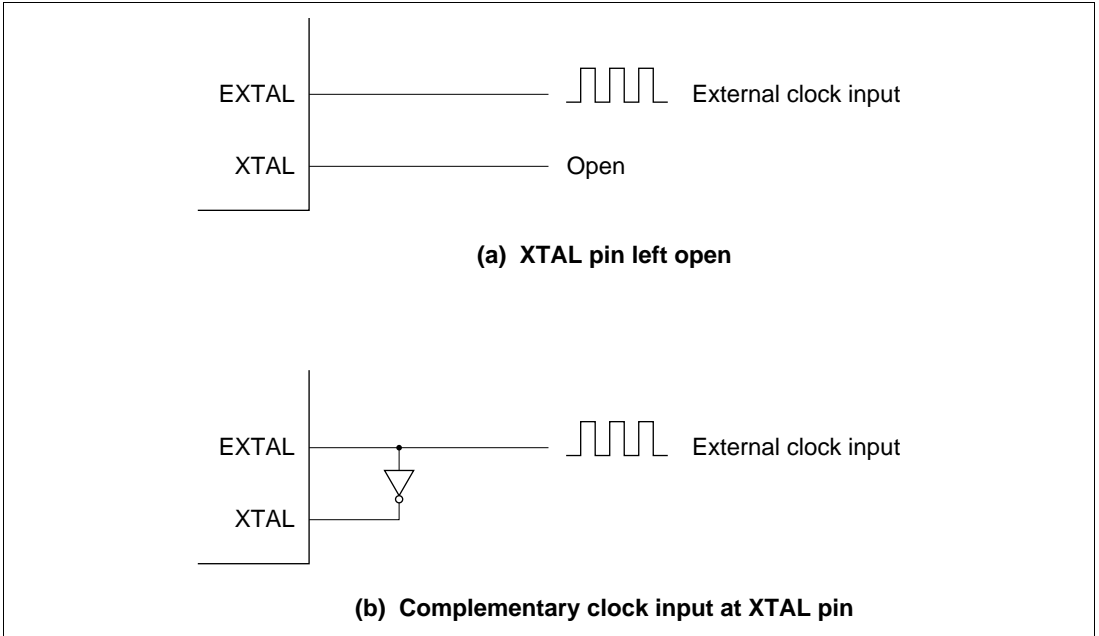 EXTAL
External clock input
XTAL
Open
(a) XTAL pin left open
EXTAL
External clock input
XTAL
(b) Complementary clock input at XTAL pin